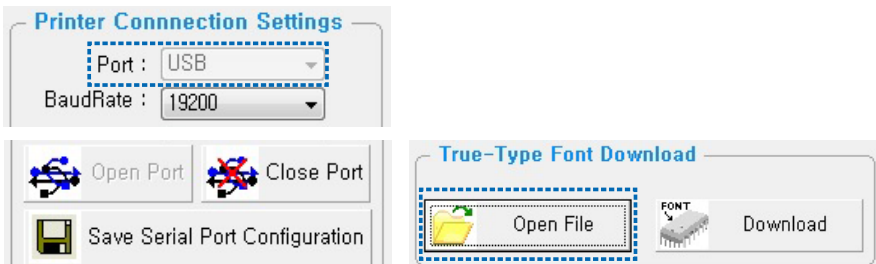 Printer Connnection Settings
Port : USB
BaudRate : 19200
Open Port
Close Port
Save Serial Port Configuration
True-Type Font Download
Open File
FONT
Download